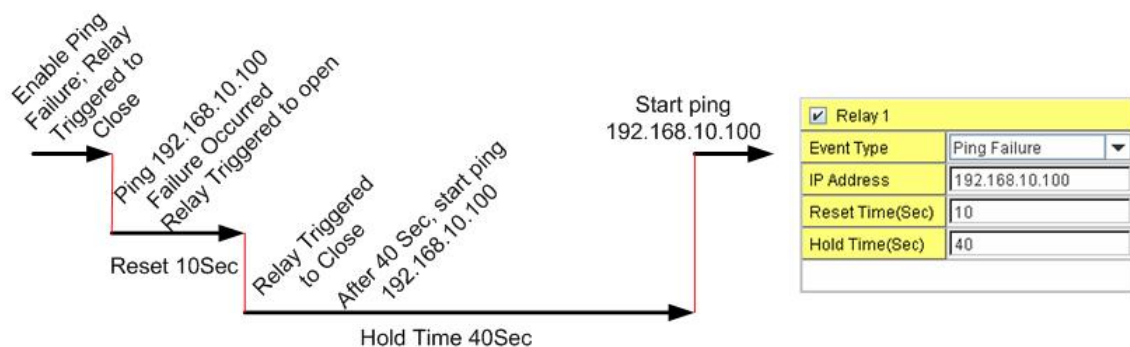 Enable Ping
Failure; Relay
Triggered to
Close
Ping 192.168.10.100
Failure Occurred
Relay Triggered to open
Reset 10Sec
Relay Triggered
to Close
After 40 Sec, start ping
192.168.10.100
Hold Time 40Sec
Start ping
192.168.10.100
Relay 1
Event Type Ping Failure
IP Address 192.168.10.100
Reset Time(Sec) 10
Hold Time(Sec) 40